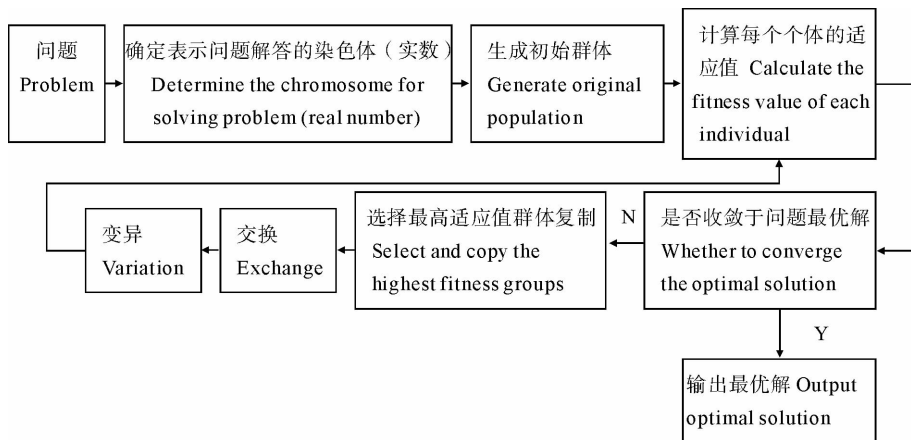 问题
Problem
确定表示问题解答的染色体（实数）
Determine the chromosome for
solving problem (real number)
生成初始群体
Generate original
population
计算每个个体的适
应值 Calculate the
fitness value of each
individual
是否收敛于问题最优解
Whether to converge
the optimal solution
N
选择最高适应值群体复制
Select and copy the
highest fitness groups
交换
Exchange
变异
Variation
Y
输出最优解 Output
optimal solution